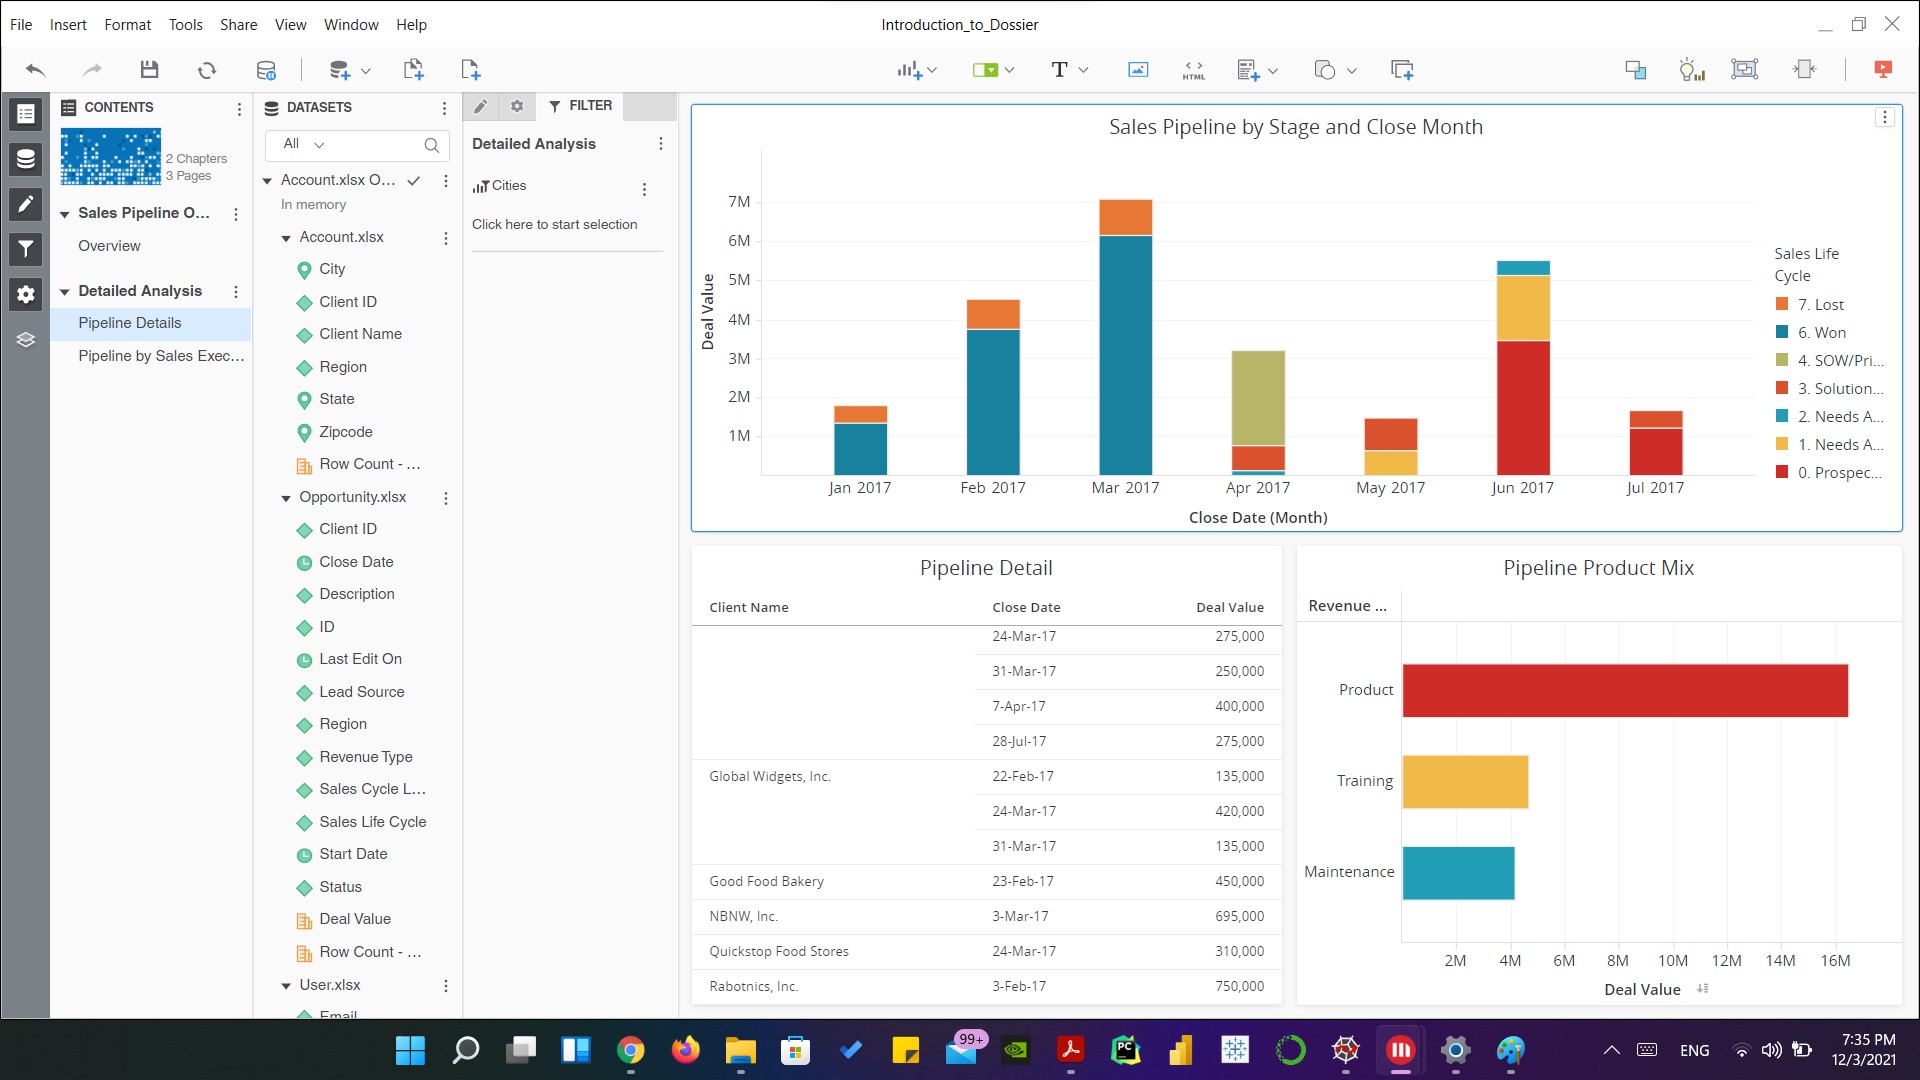 File Insert Format Tools Share View Window Help
Introduction_to_Dossier
HTML
CONTENTS
2 Chapters
3 Pages
Sales Pipeline O...
Overview
Detailed Analysis
Pipeline Details
Pipeline by Sales Exec...
DATASETS
All
Account.xlsx O...
In memory
Account.xlsx
City
Client ID
Client Name
Region
State
Zipcode
Row Count - ...
Opportunity.xlsx
Client ID
Close Date
Description
ID
Last Edit On
Lead Source
Region
Revenue Type
Sales Cycle L...
Sales Life Cycle
Start Date
Status
Deal Value
Row Count - ...
User.xlsx
Email
FILTER
Detailed Analysis
Cities
Click here to start selection
Sales Pipeline by Stage and Close Month
Deal Value
7M
6M
5M
4M
3M
2M
1M
Jan 2017 Feb 2017 Mar 2017 Apr 2017 May 2017 Jun 2017 Jul 2017
Close Date (Month)
Sales Life
Cycle
7. Lost
6. Won
4. SOW/Pri...
3. Solution...
2. Needs A...
1. Needs A...
0. Prospec...
Pipeline Detail
Client Name Close Date Deal Value
24-Mar-17 275,000
31-Mar-17 250,000
7-Apr-17 400,000
28-Jul-17 275,000
Global Widgets, Inc. 22-Feb-17 135,000
24-Mar-17 420,000
31-Mar-17 135,000
Good Food Bakery 23-Feb-17 450,000
NBNW, Inc. 3-Mar-17 695,000
Quickstop Food Stores 24-Mar-17 310,000
Rabotnics, Inc. 3-Feb-17 750,000
Pipeline Product Mix
Revenue ...
Product
Training
Maintenance
2M 4M 6M 8M 10M 12M 14M 16M
Deal Value
99+
PC
ENG
7:35 PM
12/3/2021